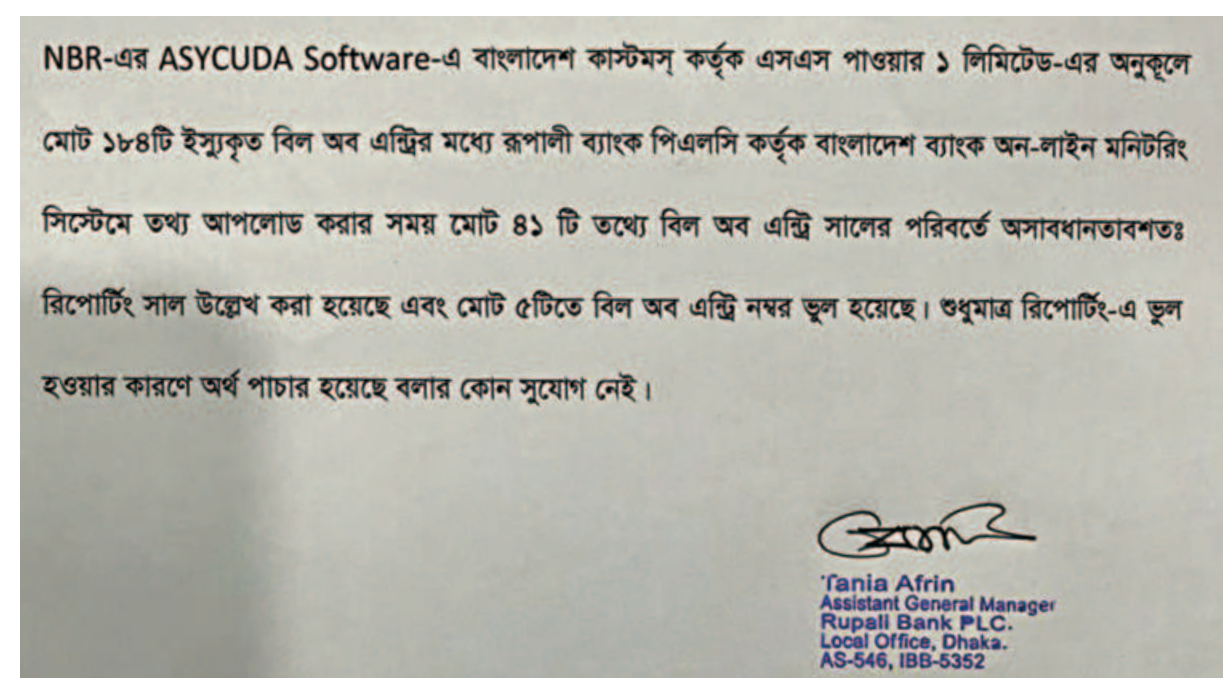 NBR-এর ASYCUDA Software-এ বাংলাদেশ কাস্টমস্ কর্তৃক এসএস পাওয়ার ১ লিমিটেড-এর অনুকূলে
মোট ১৮৪টি ইস্যুকৃত বিল অব এন্ট্রির মধ্যে রূপালী ব্যাংক পিএলসি কর্তৃক বাংলাদেশ ব্যাংক অন-লাইন মনিটরিং
সিস্টেমে তথ্য আপলোড করার সময় মোট ৪১ টি তথ্যে বিল অব এন্ট্রি সালের পরিবর্তে অসাবধানতাবশতঃ
রিপোর্টিং সাল উল্লেখ করা হয়েছে এবং মোট ৫টিতে বিল অব এন্ট্রি নম্বর ভুল হয়েছে। শুধুমাত্র রিপোর্টিং-এ ভুল
হওয়ার কারণে অর্থ পাচার হয়েছে বলার কোন সুযোগ নেই।
Tania Afrin
Assistant General Manager
Rupali Bank PLC.
Local Office, Dhaka.
AS-546, IBB-5352